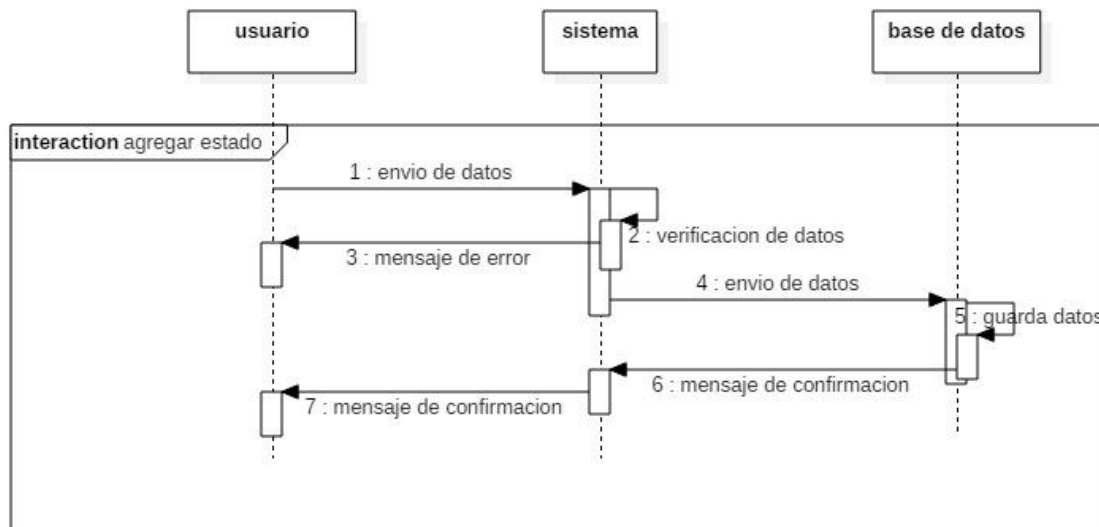 usuario
sistema
base de datos
interaction agregar estado
1 : envio de datos
2 : verificacion de datos
3 : mensaje de error
4 : envio de datos
5 : guarda datos
6 : mensaje de confirmacion
7 : mensaje de confirmacion